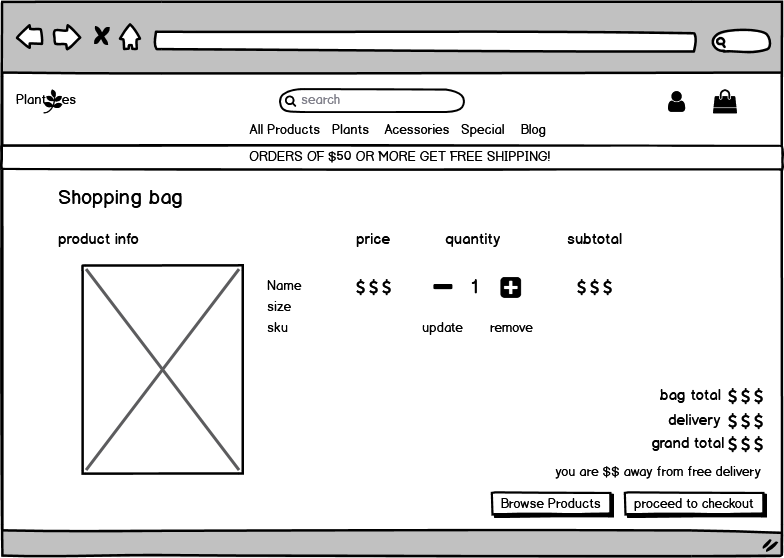 Plantes
search
All Products Plants Acessories Special Blog
ORDERS OF $50 OR MORE GET FREE SHIPPING!
Shopping bag
product info price quantity subtotal
Name $$$ 1 $$$
size
sku update remove
bag total $$$
delivery $$$
grand total $$$
you are $$ away from free delivery
Browse Products proceed to checkout